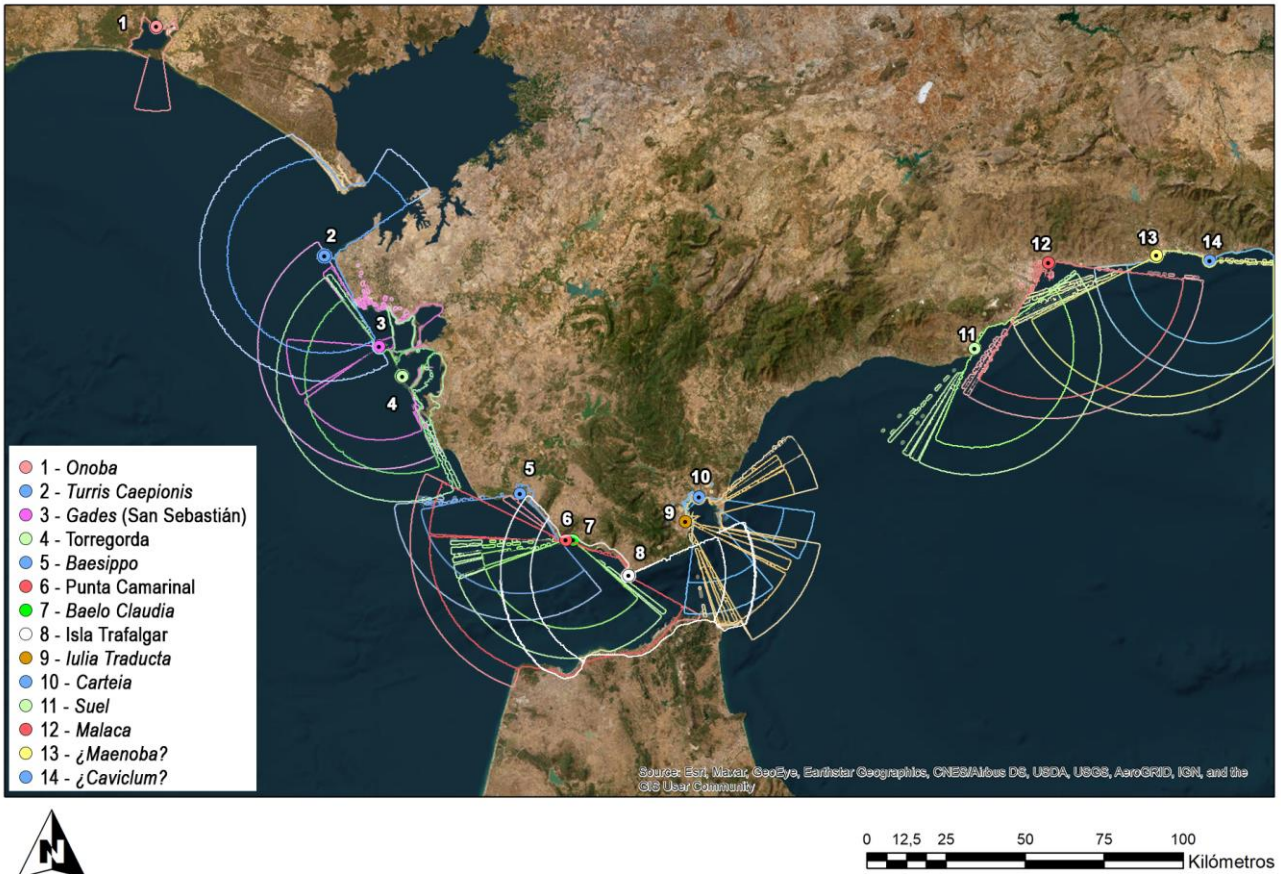 1
2
3
4
5
6
7
8
9
10
11
12
13
14
1 - Onoba
2 - Turris Caepionis
3 - Gades (San Sebastián)
4 - Torregorda
5 - Baesippo
6 - Punta Camarinal
7 - Baelo Claudia
8 - Isla Trafalgar
9 - Iulia Traducta
10 - Carteia
11 - Suel
12 - Malaca
13 - ¿Maenoba?
14 - ¿Caviclum?
Source: Esri, Maxar, GeoEye, Earthstar Geographics, CNES/Airbus DS, USDA, USGS, AeroGRID, IGN, and the
GIS User Community
N
0 12,5 25 50 75 100
Kilómetros